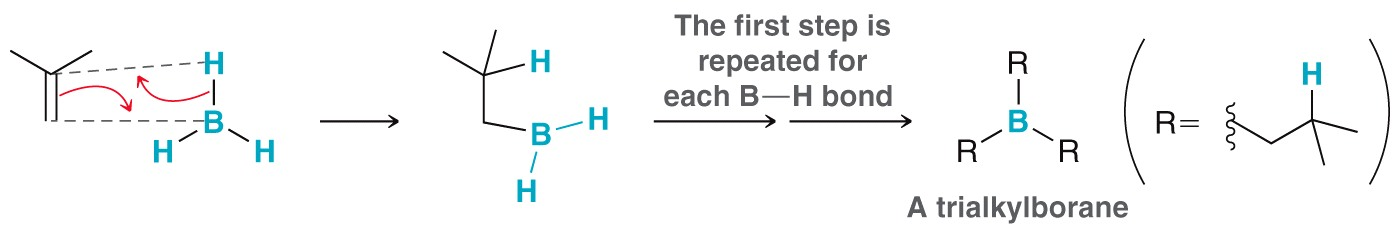 H
B
H
H
H
B
H
H
The first step is
repeated for
each B—H bond
R
B
R
R
A trialkylborane
H
R=